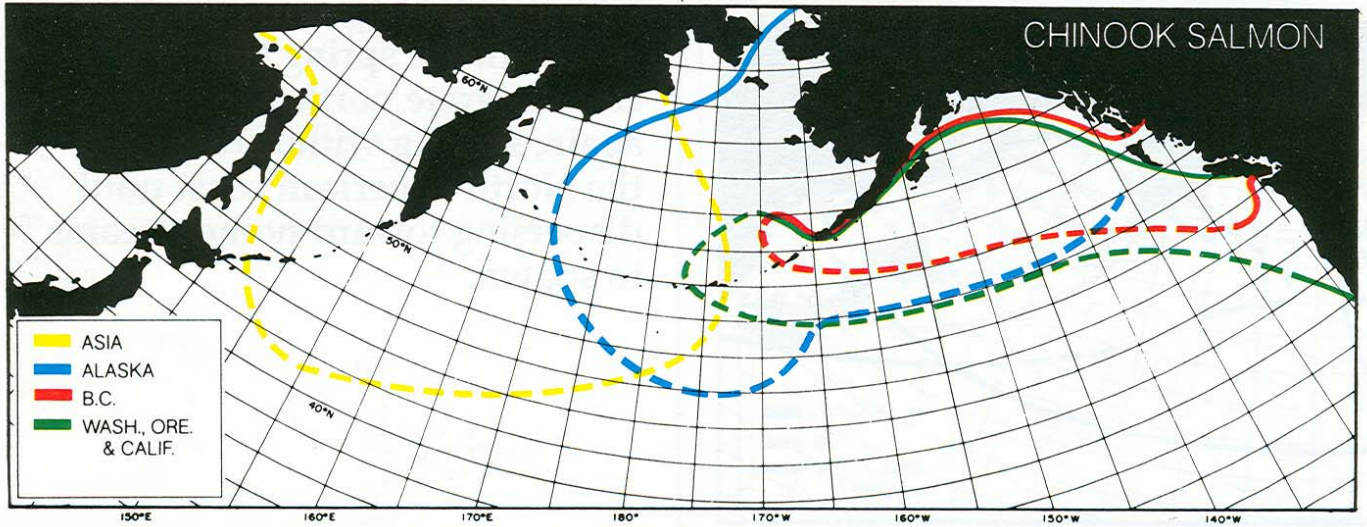 CHINOOK SALMON
60°N
50°N
40°N
ASIA
ALASKA
B.C.
WASH., ORE.
& CALIF.
150°E
160°E
170°E
180°
170°W
160°W
150°W
140°W